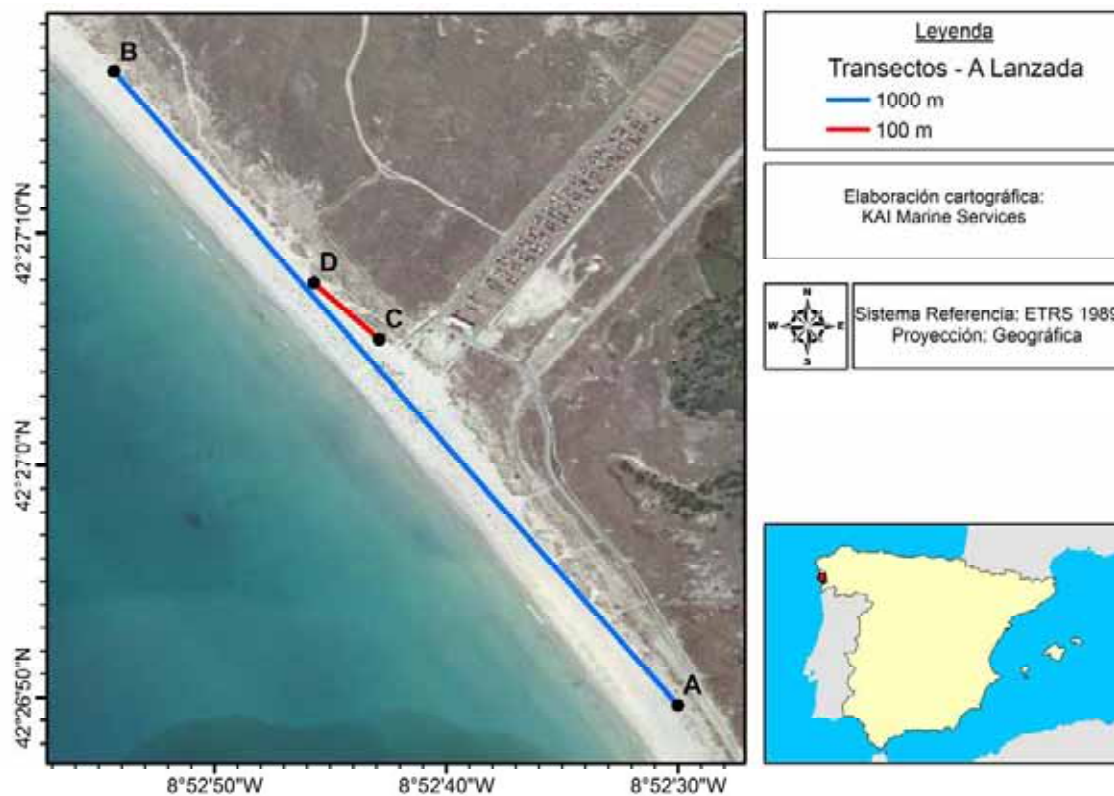 B
D
C
A
42°27'10"N
42°27'0"N
42°26'50"N
8°52'50"W
8°52'40"W
8°52'30"W
Leyenda
Transectos - A Lanzada
1000 m
100 m
Elaboración cartográfica:
KAI Marine Services
N
W E
S
Sistema Referencia: ETRS 1989
Proyección: Geográfica